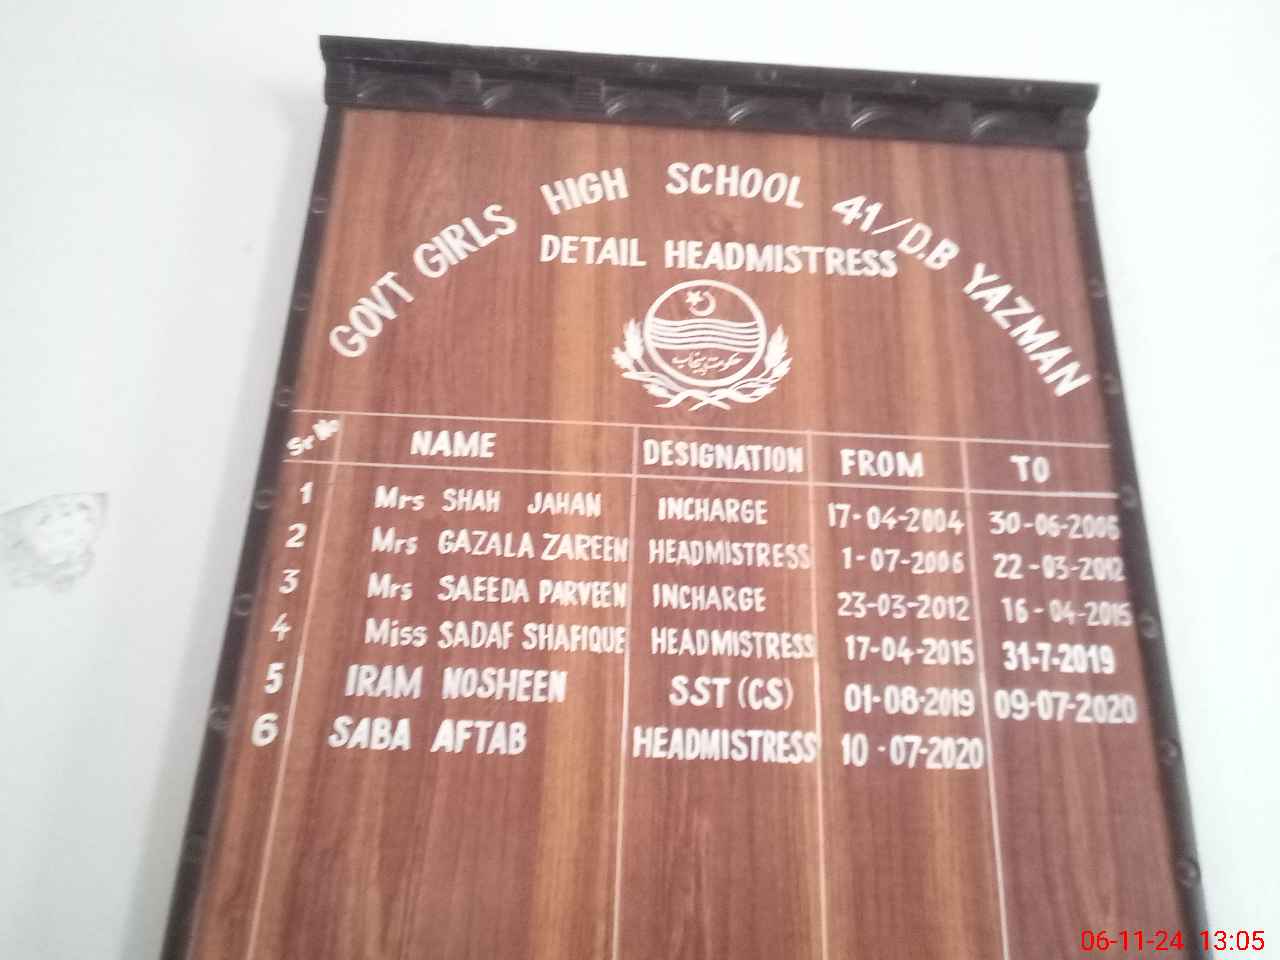 GOVT GIRLS HIGH SCHOOL 41/D.B YAZMAN
DETAIL HEADMISTRESS
حکومت پنجاب
Sr No NAME DESIGNATION FROM TO
1 Mrs SHAH JAHAN INCHARGE 17-04-2004 30-06-2006
2 Mrs GAZALA ZAREEN HEADMISTRESS 1-07-2006 22-03-2012
3 Mrs SAEEDA PARVEEN INCHARGE 23-03-2012 16-04-2015
4 Miss SADAF SHAFIQUE HEADMISTRESS 17-04-2015 31-7-2019
5 IRAM NOSHEEN SST (CS) 01-08-2019 09-07-2020
6 SABA AFTAB HEADMISTRESS 10-07-2020
06-11-24 13:05